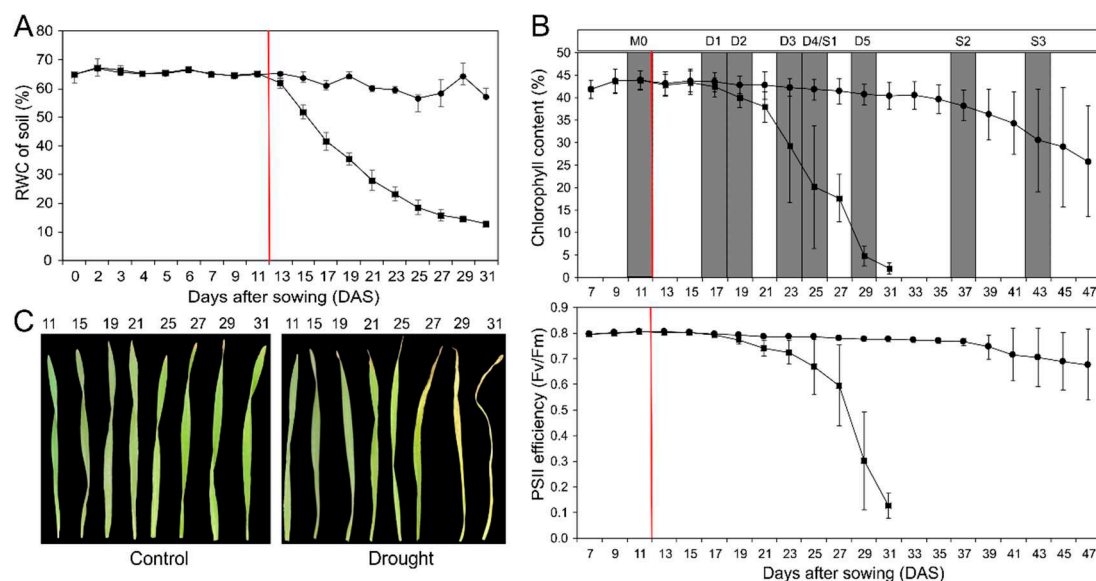 A
RWC of soil (%)
80
70
60
50
40
30
20
10
0
0 2 3 4 5 6 7 9 11 13 15 17 19 21 23 25 27 29 31
Days after sowing (DAS)
B
M0 D1 D2 D3 D4/S1 D5 S2 S3
Chlorophyll content (%)
50
45
40
35
30
25
20
15
10
5
0
7 9 11 13 15 17 19 21 23 25 27 29 31 33 35 37 39 41 43 45 47
PSII efficiency (Fv/Fm)
0.9
0.8
0.7
0.6
0.5
0.4
0.3
0.2
0.1
0.0
7 9 11 13 15 17 19 21 23 25 27 29 31 33 35 37 39 41 43 45 47
Days after sowing (DAS)
C
11 15 19 21 25 27 29 31
Control
11 15 19 21 25 27 29 31
Drought